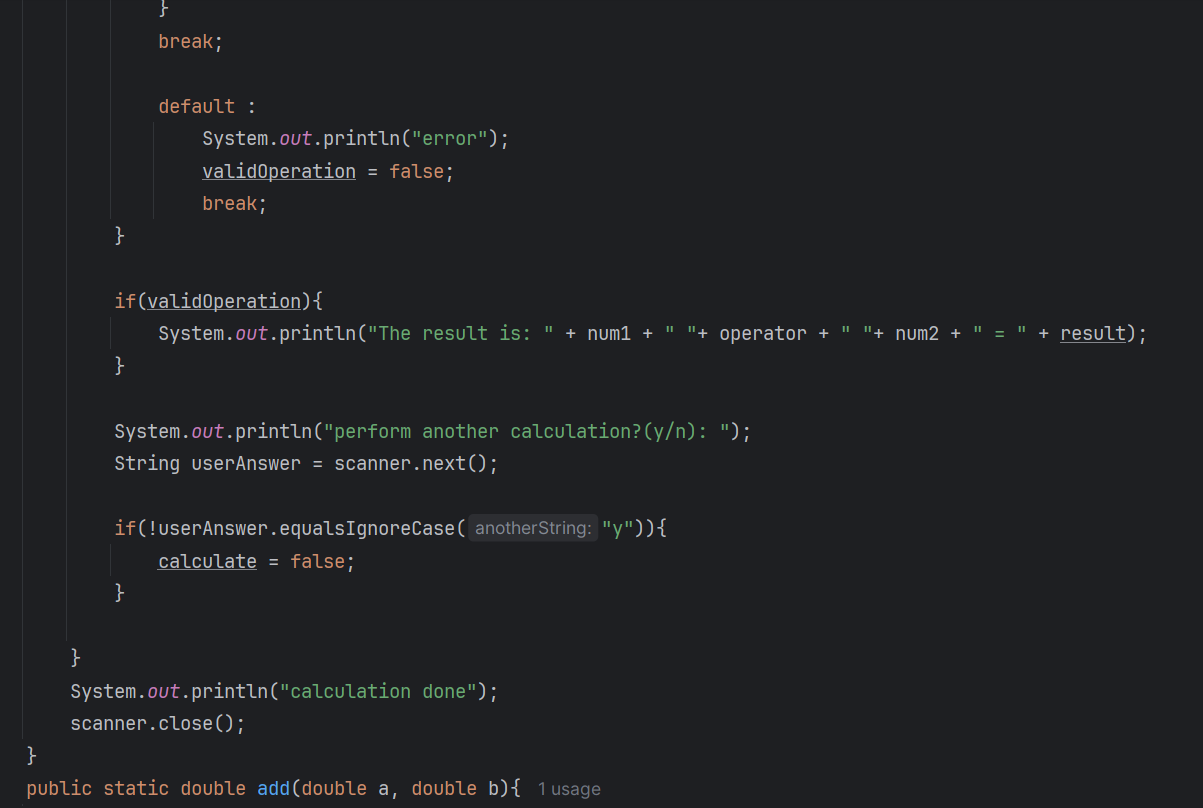 }
break;
default :
System.out.println("error");
validOperation = false;
break;
}
if(validOperation){
System.out.println("The result is: " + num1 + " "+ operator + " "+ num2 + " = " + result);
}
System.out.println("perform another calculation?(y/n): ");
String userAnswer = scanner.next();
if(!userAnswer.equalsIgnoreCase( anotherString: "y")){
calculate = false;
}
}
System.out.println("calculation done");
scanner.close();
}
public static double add(double a, double b){ 1 usage